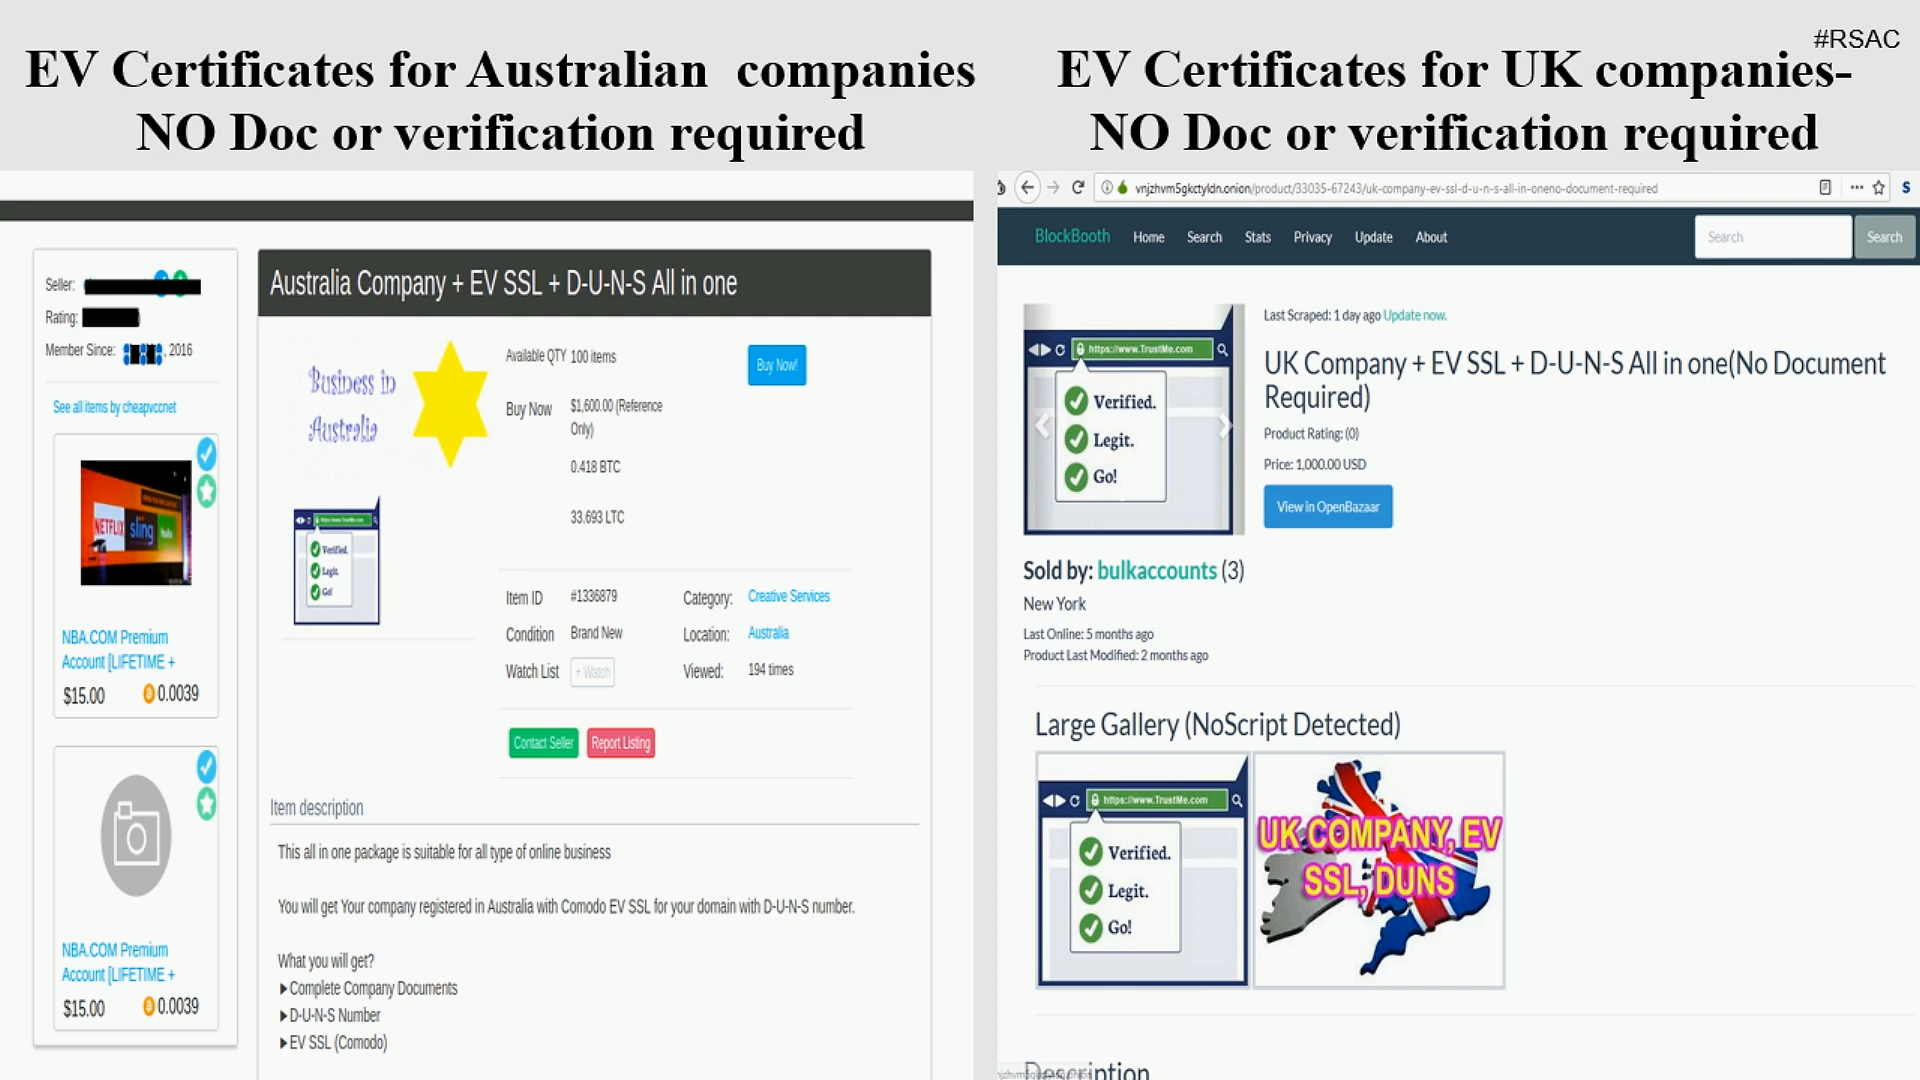 #RSAC
EV Certificates for Australian companies
NO Doc or verification required
Seller:
Rating:
Member Since: , 2016
See all items by cheapvccnet
NETFLIX
sling
hulu
NBA.COM Premium
Account [LIFETIME +
$15.00 0.0039
NBA.COM Premium
Account [LIFETIME +
$15.00 0.0039
Australia Company + EV SSL + D-U-N-S All in one
Business in
Australia
Verified.
Legit.
Go!
Available QTY 100 items
Buy Now!
Buy Now $1,600.00 (Reference
Only)
0.418 BTC
33.693 LTC
Item ID #1336879 Category: Creative Services
Condition Brand New Location: Australia
Watch List + Watch Viewed: 194 times
Contact Seller Report Listing
Item description
This all in one package is suitable for all type of online business
You will get Your company registered in Australia with Comodo EV SSL for your domain with D-U-N-S number.
What you will get?
Complete Company Documents
D-U-N-S Number
EV SSL (Comodo)
EV Certificates for UK companies-
NO Doc or verification required
vnjzhvm5gkctyldn.onion/product/33035-67243/uk-company-ev-ssl-d-u-n-s-all-in-oneno-document-required
S
BlockBooth Home Search Stats Privacy Update About Search Search
https://www.TrustMe.com
Verified.
Legit.
Go!
Last Scraped: 1 day ago Update now.
UK Company + EV SSL + D-U-N-S All in one(No Document
Required)
Product Rating: (0)
Price: 1,000.00 USD
View in OpenBazaar
Sold by: bulkaccounts (3)
New York
Last Online: 5 months ago
Product Last Modified: 2 months ago
Large Gallery (NoScript Detected)
https://www.TrustMe.com
Verified.
Legit.
Go!
UK COMPANY, EV
SSL, DUNS
Description